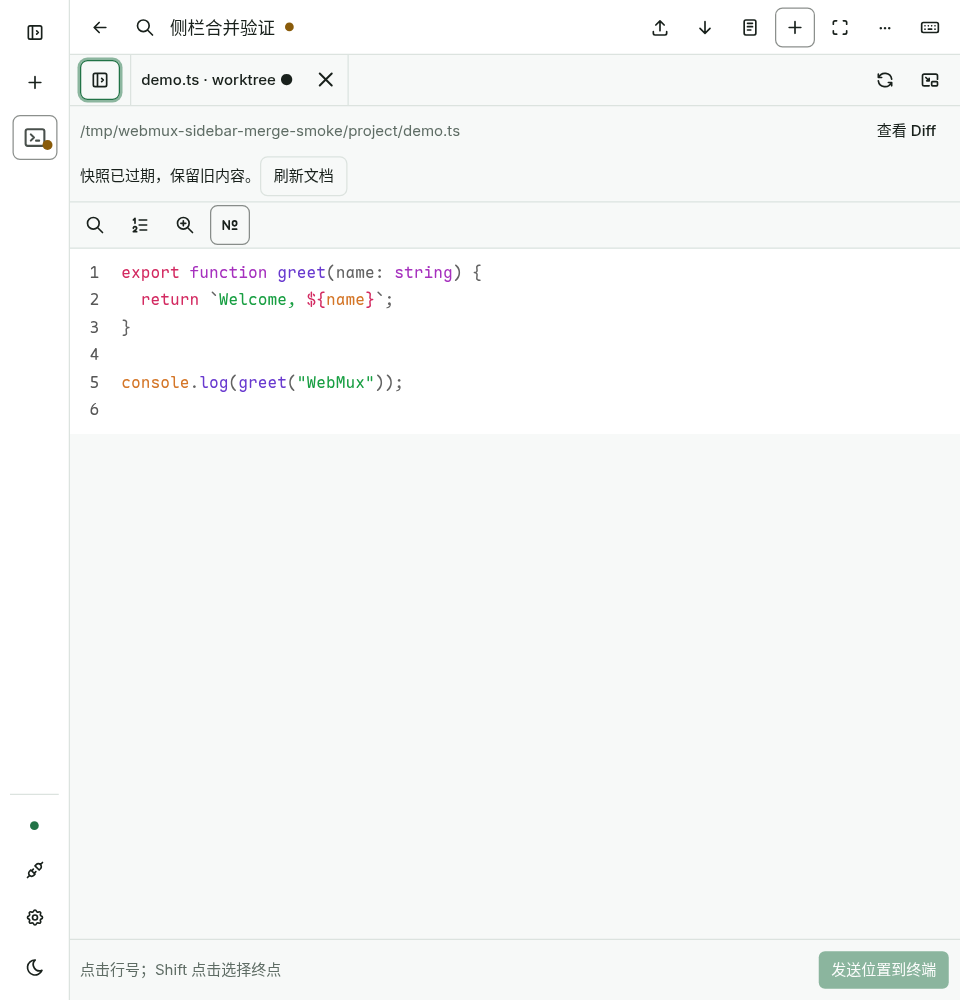 侧栏合并验证
demo.ts · worktree
/tmp/webmux-sidebar-merge-smoke/project/demo.ts
查看 Diff
快照已过期，保留旧内容。 刷新文档
Nº
1 export function greet(name: string) {
2   return `Welcome, ${name}`;
3 }
4
5 console.log(greet("WebMux"));
6
点击行号；Shift 点击选择终点
发送位置到终端